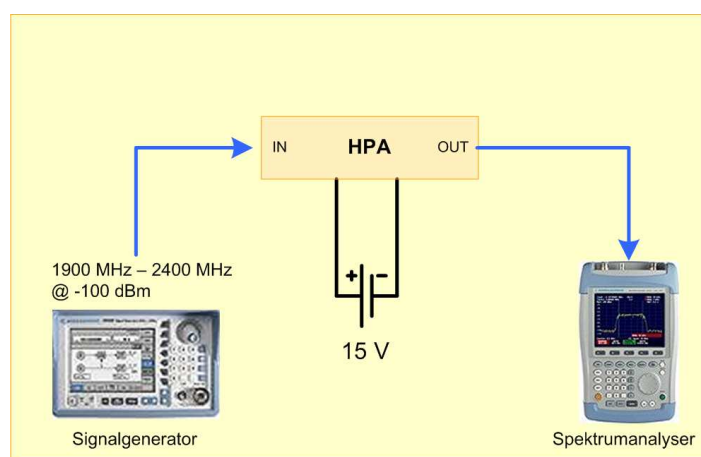 IN HPA OUT
1900 MHz – 2400 MHz
@ -100 dBm
+ –
15 V
Signalgenerator
Spektrumanalyser